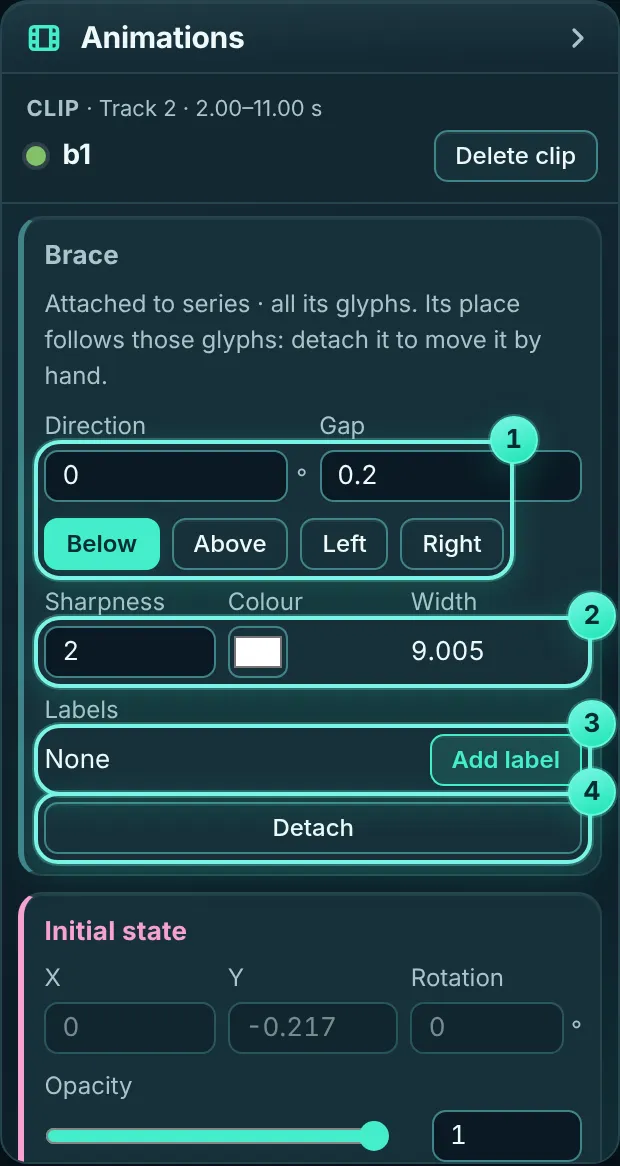 Animations
CLIP · Track 2 · 2.00–11.00 s
b1
Delete clip
Brace
Attached to series · all its glyphs. Its place
follows those glyphs: detach it to move it by
hand.
Direction Gap
1
0 ° 0.2
Below Above Left Right
Sharpness Colour Width
2
2 9.005
Labels
3
None Add label
4
Detach
Initial state
X Y Rotation
0 -0.217 0 °
Opacity
1